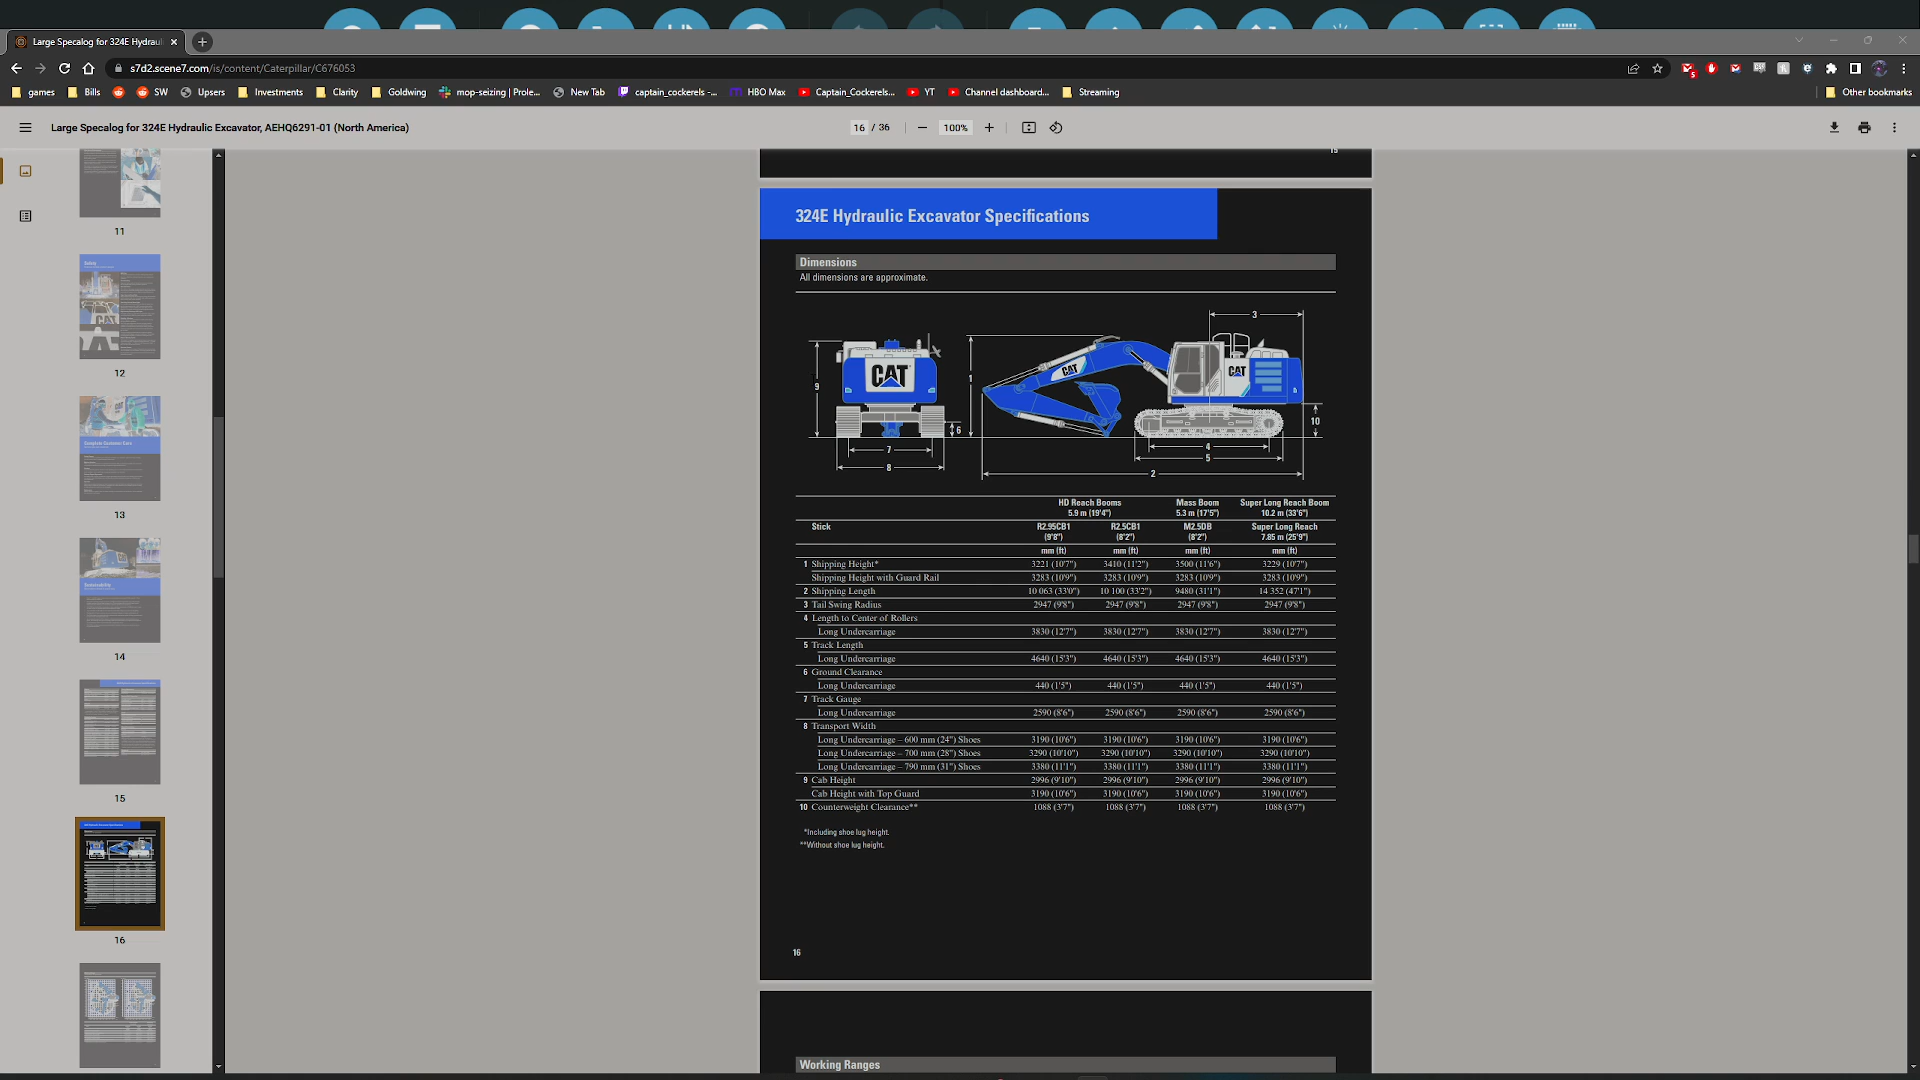 Large Specalog for 324E Hydrauli
s7d2.scene7.com/is/content/Caterpillar/C676053
5
games
Bills
SW
Upsers
Investments
Clarity
Goldwing
mop-seizing | Prole...
New Tab
captain_cockerels -...
HBO Max
Captain_Cockerels...
YT
Channel dashboard...
Streaming
Other bookmarks
Large Specalog for 324E Hydraulic Excavator, AEHQ6291-01 (North America)
16 / 36
100%
11
12
13
14
15
16
15
324E Hydraulic Excavator Specifications
Dimensions
All dimensions are approximate.
3
9
CAT
1
CAT
CAT
6
10
7
4
5
8
2
HD Reach Booms Mass Boom Super Long Reach Boom
5.9 m (19'4") 5.3 m (17'5") 10.2 m (33'6")
Stick R2.95CB1 R2.5CB1 M2.5DB Super Long Reach
(9'8") (8'2") (8'2") 7.85 m (25'9")
mm (ft) mm (ft) mm (ft) mm (ft)
1 Shipping Height* 3221 (10'7") 3410 (11'2") 3500 (11'6") 3229 (10'7")
Shipping Height with Guard Rail 3283 (10'9") 3283 (10'9") 3283 (10'9") 3283 (10'9")
2 Shipping Length 10 063 (33'0") 10 100 (33'2") 9480 (31'1") 14 352 (47'1")
3 Tail Swing Radius 2947 (9'8") 2947 (9'8") 2947 (9'8") 2947 (9'8")
4 Length to Center of Rollers
Long Undercarriage 3830 (12'7") 3830 (12'7") 3830 (12'7") 3830 (12'7")
5 Track Length
Long Undercarriage 4640 (15'3") 4640 (15'3") 4640 (15'3") 4640 (15'3")
6 Ground Clearance
Long Undercarriage 440 (1'5") 440 (1'5") 440 (1'5") 440 (1'5")
7 Track Gauge
Long Undercarriage 2590 (8'6") 2590 (8'6") 2590 (8'6") 2590 (8'6")
8 Transport Width
Long Undercarriage – 600 mm (24") Shoes 3190 (10'6") 3190 (10'6") 3190 (10'6") 3190 (10'6")
Long Undercarriage – 700 mm (28") Shoes 3290 (10'10") 3290 (10'10") 3290 (10'10") 3290 (10'10")
Long Undercarriage – 790 mm (31") Shoes 3380 (11'1") 3380 (11'1") 3380 (11'1") 3380 (11'1")
9 Cab Height 2996 (9'10") 2996 (9'10") 2996 (9'10") 2996 (9'10")
Cab Height with Top Guard 3190 (10'6") 3190 (10'6") 3190 (10'6") 3190 (10'6")
10 Counterweight Clearance** 1088 (3'7") 1088 (3'7") 1088 (3'7") 1088 (3'7")
*Including shoe lug height.
**Without shoe lug height.
16
Working Ranges